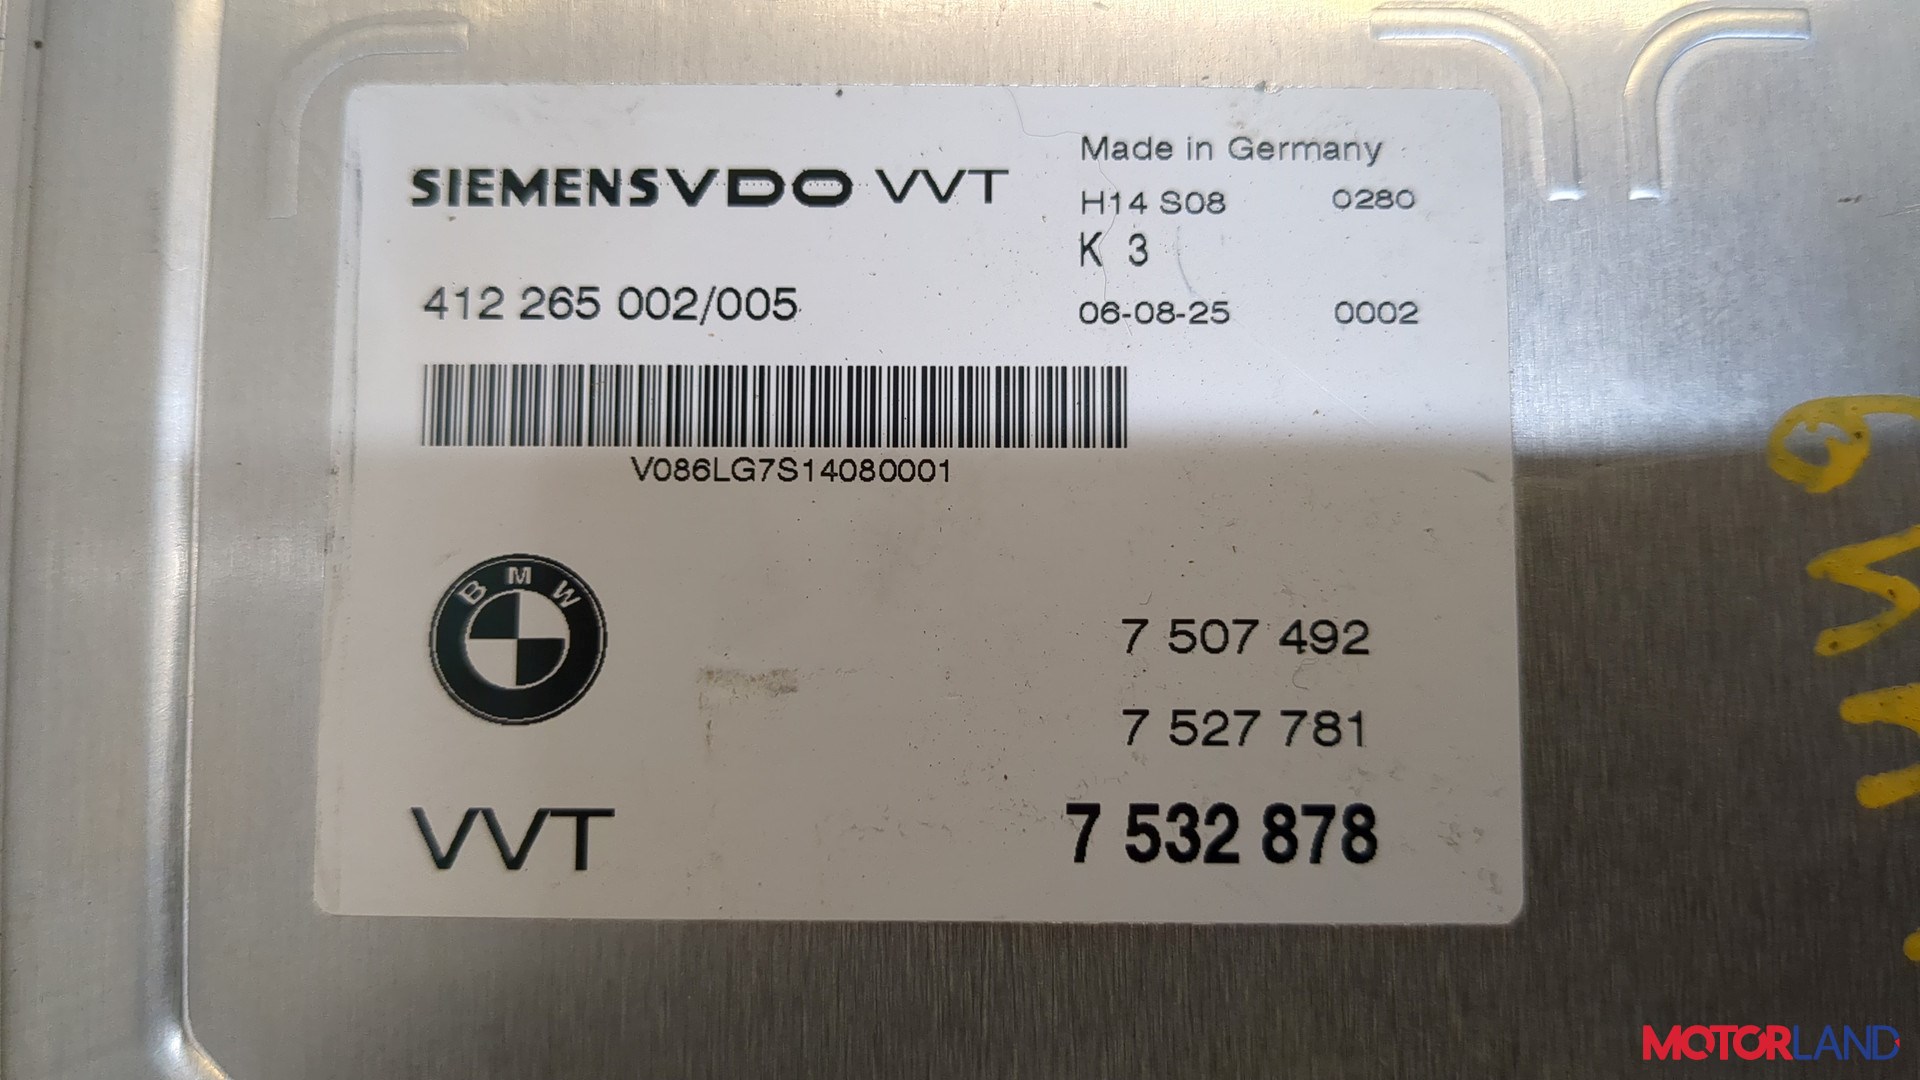 SIEMENSVDO VVT
Made in Germany
H14 S08 0280
K 3
412 265 002/005
06-08-25 0002
V086LG7S14080001
BMW
7 507 492
7 527 781
VVT 7 532 878
MOTORLAND